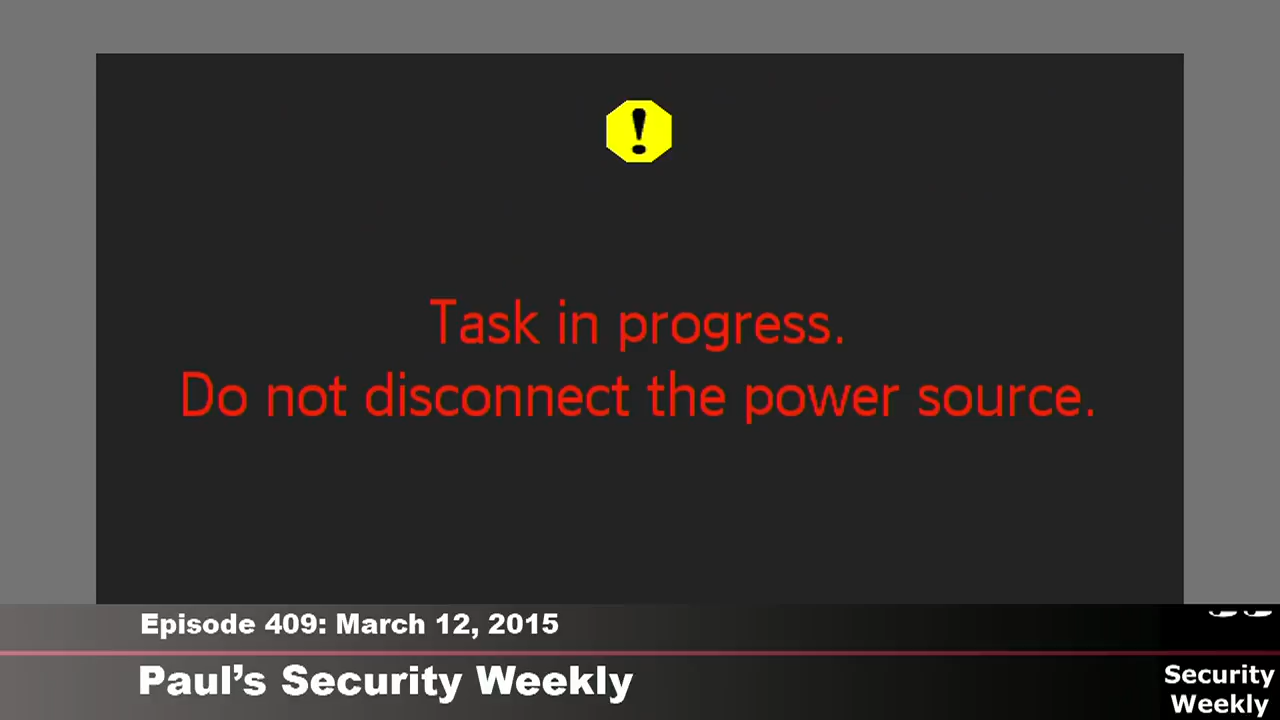 !
Task in progress.
Do not disconnect the power source.
Episode 409: March 12, 2015
Paul's Security Weekly
Security
Weekly